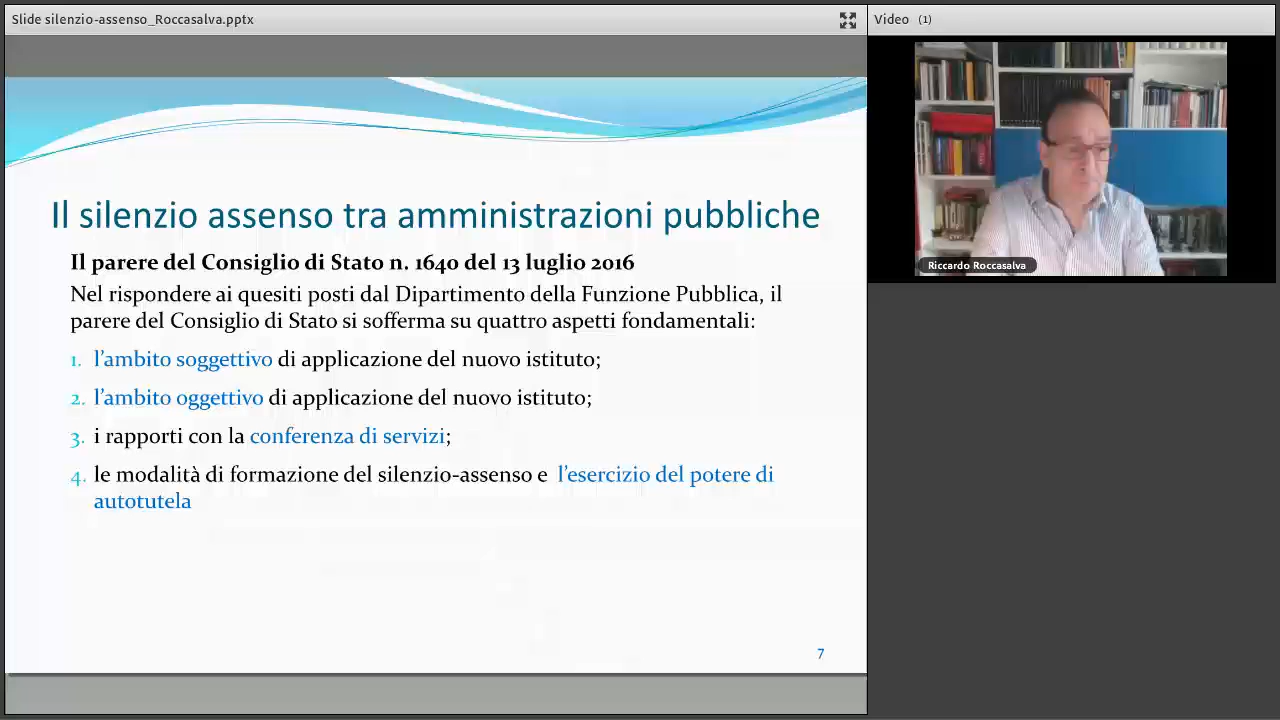 Slide silenzio-assenso_Roccasalva.pptx
Video (1)
Riccardo Roccasalva
Il silenzio assenso tra amministrazioni pubbliche
Il parere del Consiglio di Stato n. 1640 del 13 luglio 2016
Nel rispondere ai quesiti posti dal Dipartimento della Funzione Pubblica, il
parere del Consiglio di Stato si sofferma su quattro aspetti fondamentali:
1. l'ambito soggettivo di applicazione del nuovo istituto;
2. l'ambito oggettivo di applicazione del nuovo istituto;
3. i rapporti con la conferenza di servizi;
4. le modalità di formazione del silenzio-assenso e l'esercizio del potere di
autotutela
7